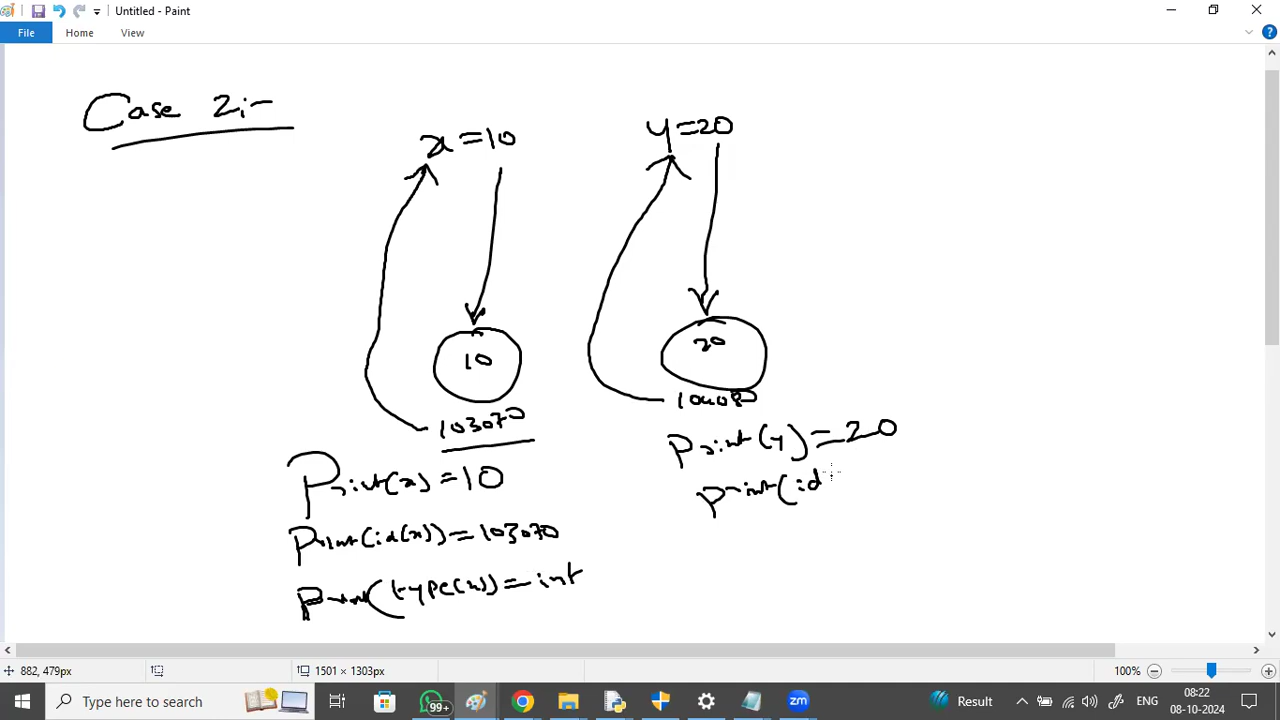 Untitled - Paint
File Home View
Case 2:-
x=10
y=20
10
20
103070
104080
Print(x)=10
Print(id(x))=103070
Print(type(x))=int
Print(y)=20
Print(id
882, 479px
1501 × 1303px
100%
Type here to search
99+
zm
Result
ENG
08:22
08-10-2024